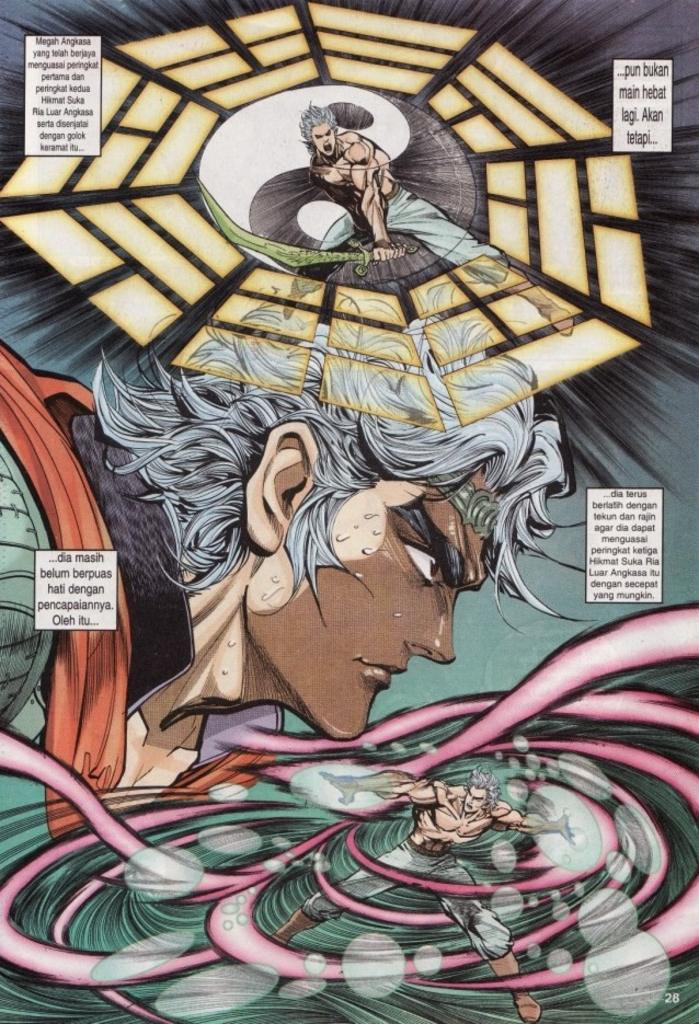 Megah Angkasa
yang telah berjaya
menguasai peringkat
pertama dan
peringkat kedua
Hikmat Suka
Ria Luar Angkasa
serta disenjatai
dengan golok
keramat itu...
...pun bukan
main hebat
lagi. Akan
tetapi...
...dia masih
belum berpuas
hati dengan
pencapaiannya.
Oleh itu...
...dia terus
berlatih dengan
tekun dan rajin
agar dia dapat
menguasai
peringkat ketiga
Hikmat Suka Ria
Luar Angkasa itu
dengan secepat
yang mungkin.
28